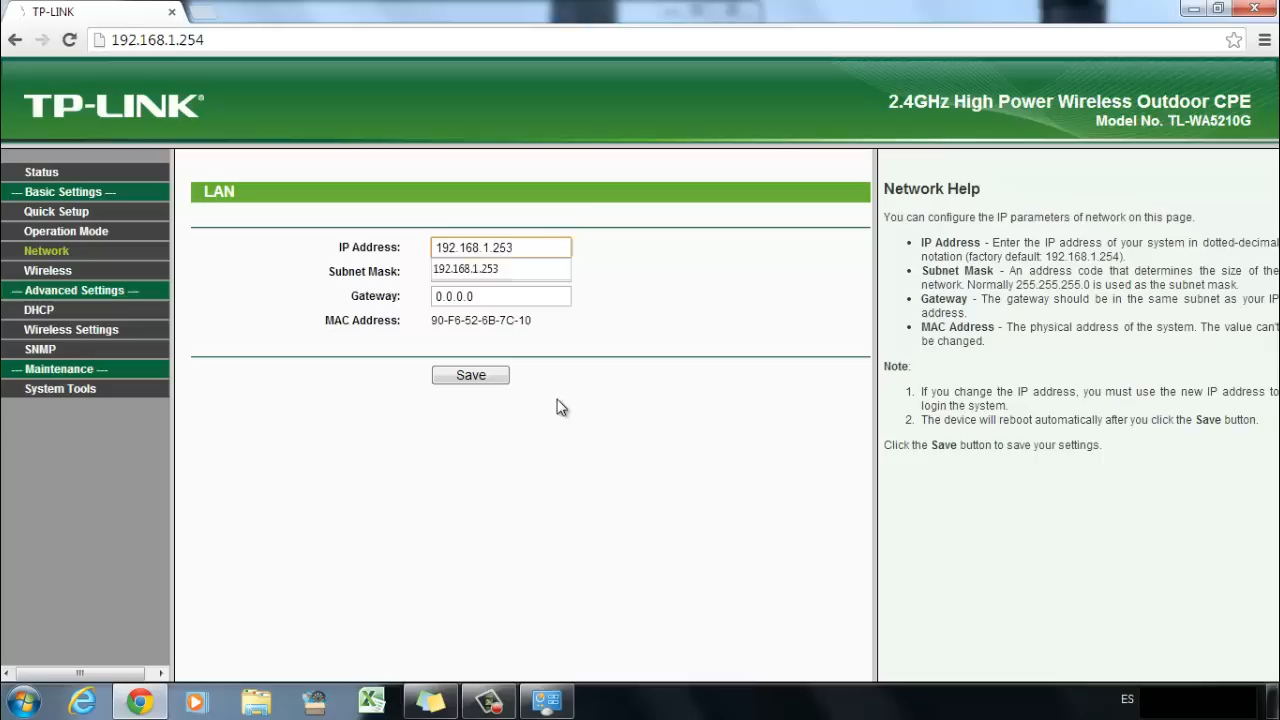 TP-LINK
192.168.1.254
TP-LINK®
2.4GHz High Power Wireless Outdoor CPE
Model No. TL-WA5210G
Status
--- Basic Settings ---
Quick Setup
Operation Mode
Network
Wireless
--- Advanced Settings ---
DHCP
Wireless Settings
SNMP
--- Maintenance ---
System Tools
LAN
IP Address: 192.168.1.253
Subnet Mask: 192.168.1.253
Gateway: 0.0.0.0
MAC Address: 90-F6-52-6B-7C-10
Save
Network Help
You can configure the IP parameters of network on this page.
• IP Address - Enter the IP address of your system in dotted-decimal
notation (factory default: 192.168.1.254).
• Subnet Mask - An address code that determines the size of the
network. Normally 255.255.255.0 is used as the subnet mask.
• Gateway - The gateway should be in the same subnet as your IP
address.
• MAC Address - The physical address of the system. The value can't
be changed.
Note:
1. If you change the IP address, you must use the new IP address to
login the system.
2. The device will reboot automatically after you click the Save button.
Click the Save button to save your settings.
ES